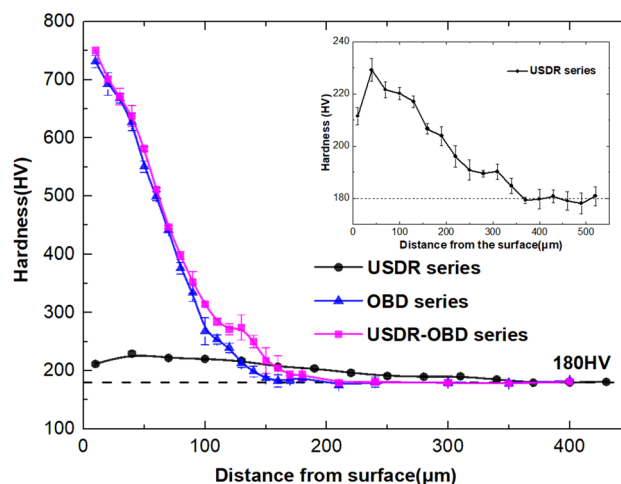 Hardness(HV)
800
700
600
500
400
300
200
100
0
100
200
300
400
Distance from surface(μm)
180HV
USDR series
OBD series
USDR-OBD series
Hardness (HV)
240
220
200
180
160
0
100
200
300
400
500
Distance from the surface(μm)
USDR series